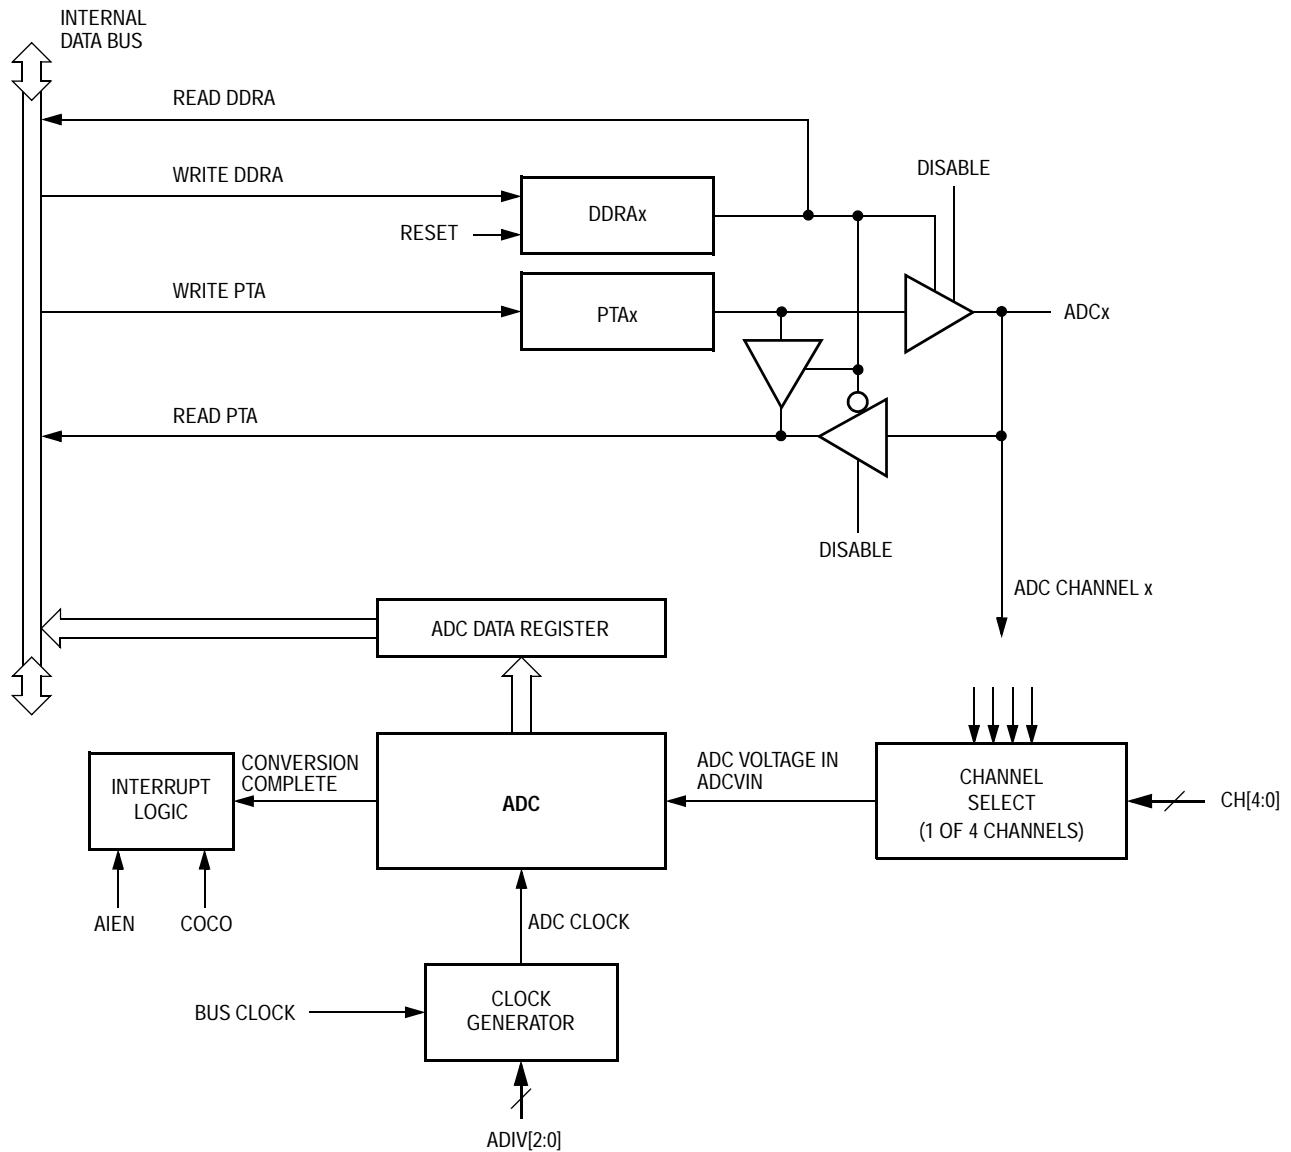 INTERNAL
DATA BUS
READ DDRA
WRITE DDRA
DISABLE
DDRAx
RESET
WRITE PTA
PTAx
ADCx
READ PTA
DISABLE
ADC CHANNEL x
ADC DATA REGISTER
INTERRUPT
LOGIC
CONVERSION
COMPLETE
ADC
ADC VOLTAGE IN
ADCVIN
CHANNEL
SELECT
(1 OF 4 CHANNELS)
CH[4:0]
AIEN
COCO
ADC CLOCK
BUS CLOCK
CLOCK
GENERATOR
ADIV[2:0]